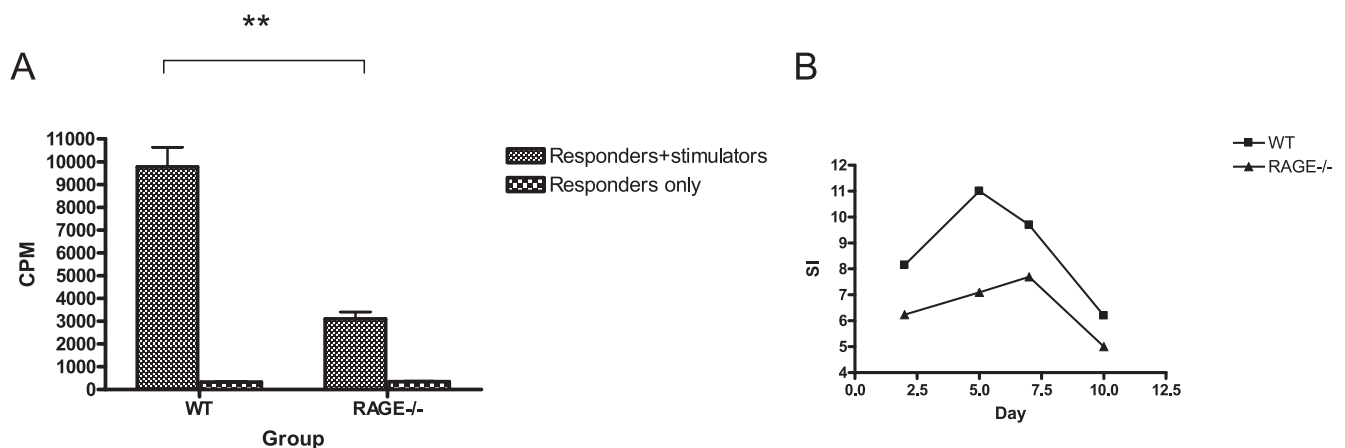 **
A
11000
10000
9000
8000
7000
6000
5000
4000
3000
2000
1000
0
CPM
WT
RAGE-/-
Group
Responders+stimulators
Responders only
B
12
11
10
9
8
7
6
5
4
SI
0.0
2.5
5.0
7.5
10.0
12.5
Day
WT
RAGE-/-